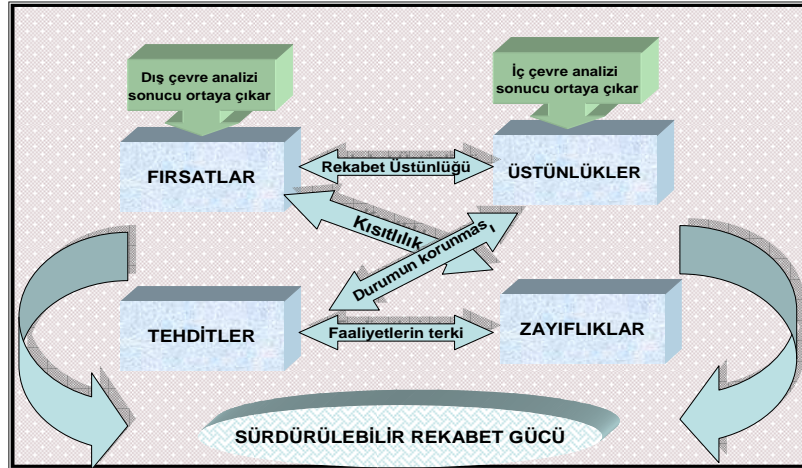 Dış çevre analizi
sonucu ortaya çıkar
İç çevre analizi
sonucu ortaya çıkar
FIRSATLAR
Rekabet Üstünlüğü
ÜSTÜNLÜKLER
Kısıtlılık
Durumun korunması
TEHDİTLER
Faaliyetlerin terki
ZAYIFLIKLAR
SÜRDÜRÜLEBİLİR REKABET GÜCÜ